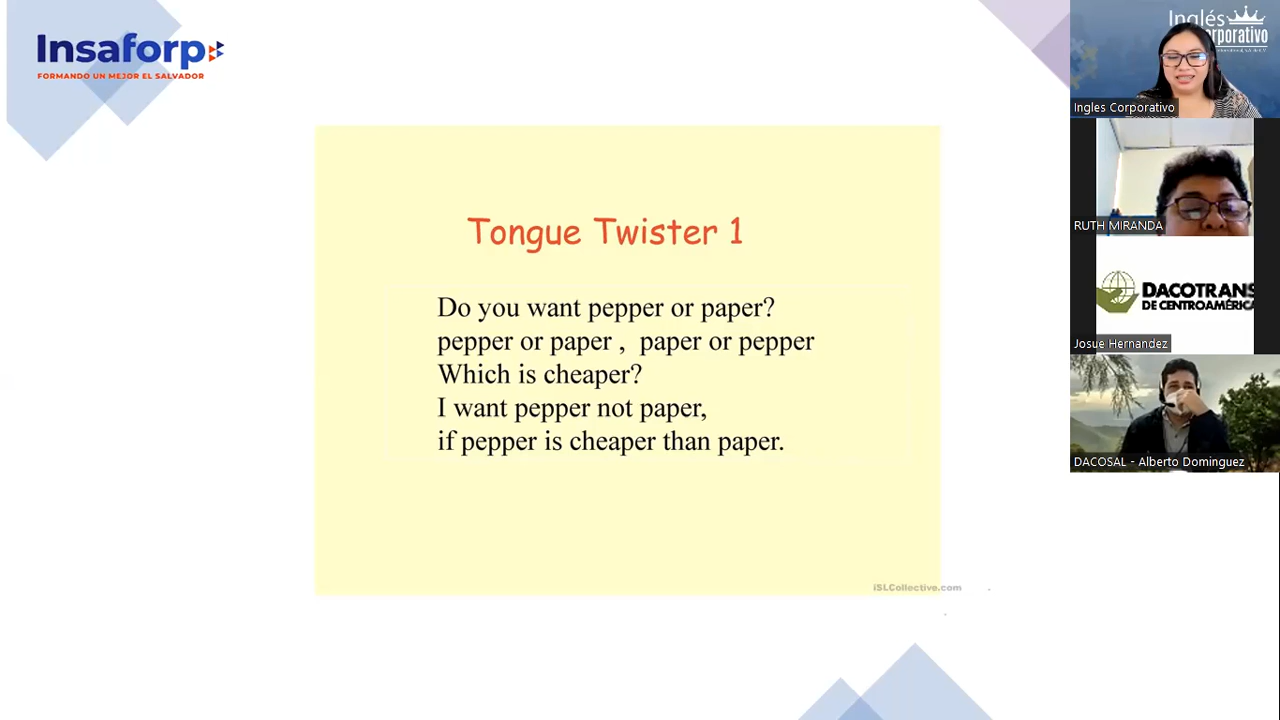 Insaforp
FORMANDO UN MEJOR EL SALVADOR
Tongue Twister 1
Do you want pepper or paper?
pepper or paper , paper or pepper
Which is cheaper?
I want pepper not paper,
if pepper is cheaper than paper.
iSLCollective.com
Inglés
Corporativo
Ingles Corporativo
RUTH MIRANDA
DACOTRANS
DE CENTROAMÉRICA
Josue Hernandez
DACOSAL - Alberto Dominguez